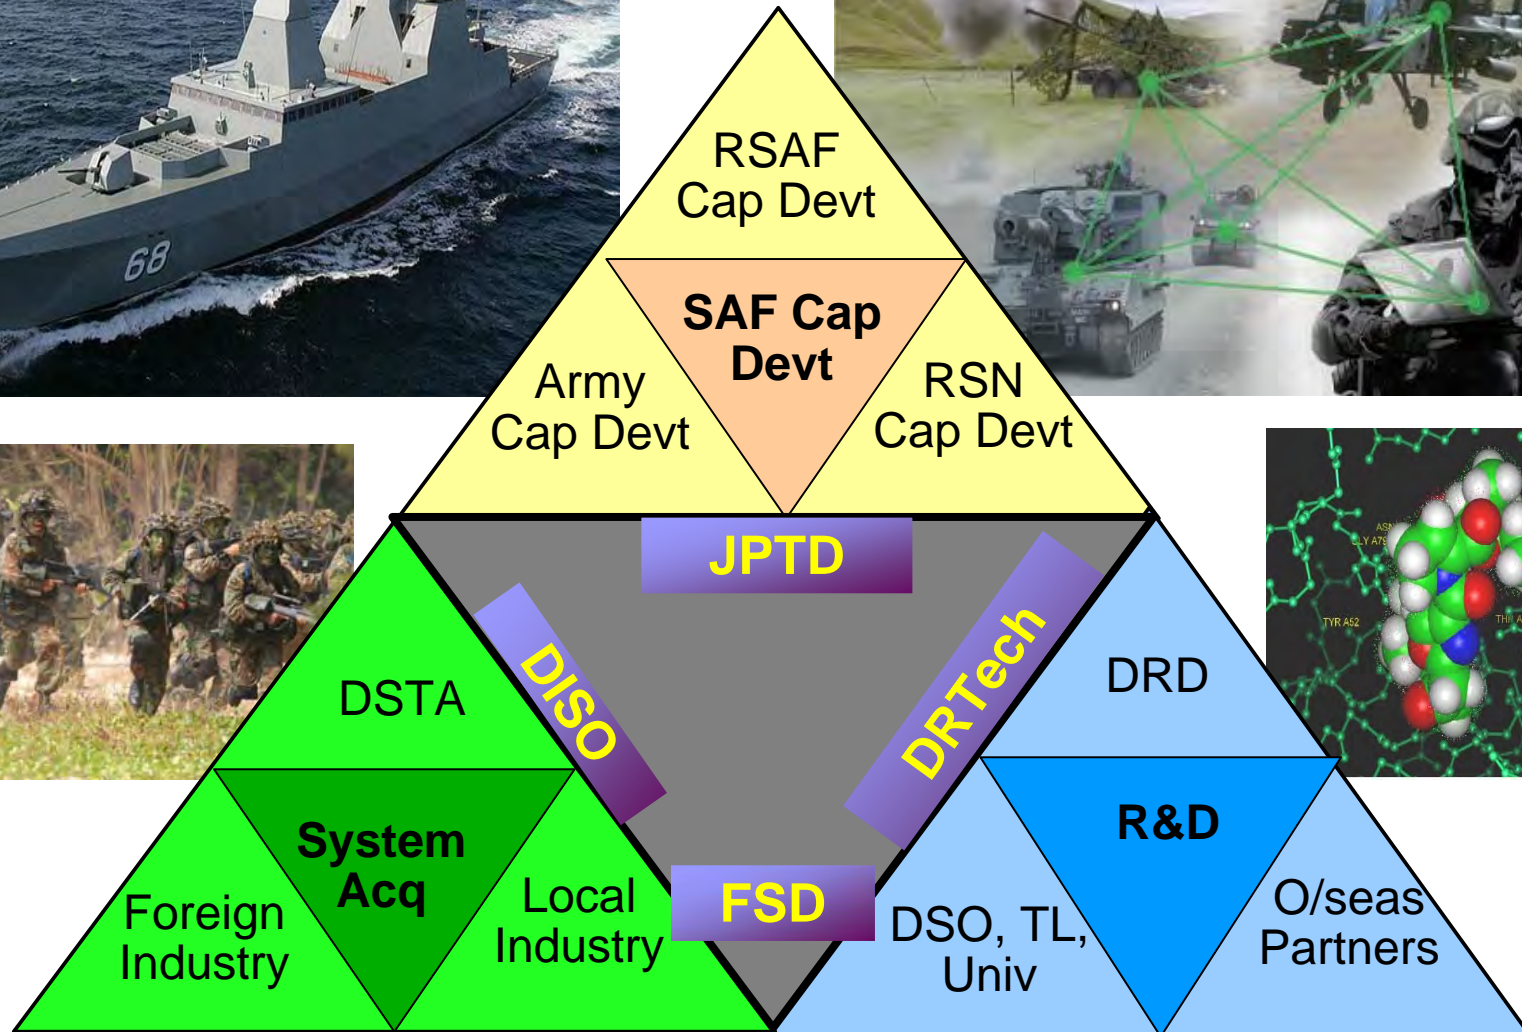 RSAF
Cap Devt
68
SAF Cap
Devt
Army
Cap Devt
RSN
Cap Devt
JPTD
DISO
DRTech
DSTA
DRD
TYR A52
System
Acq
R&D
Foreign
Industry
Local
Industry
FSD
DSO, TL,
Univ
O/seas
Partners